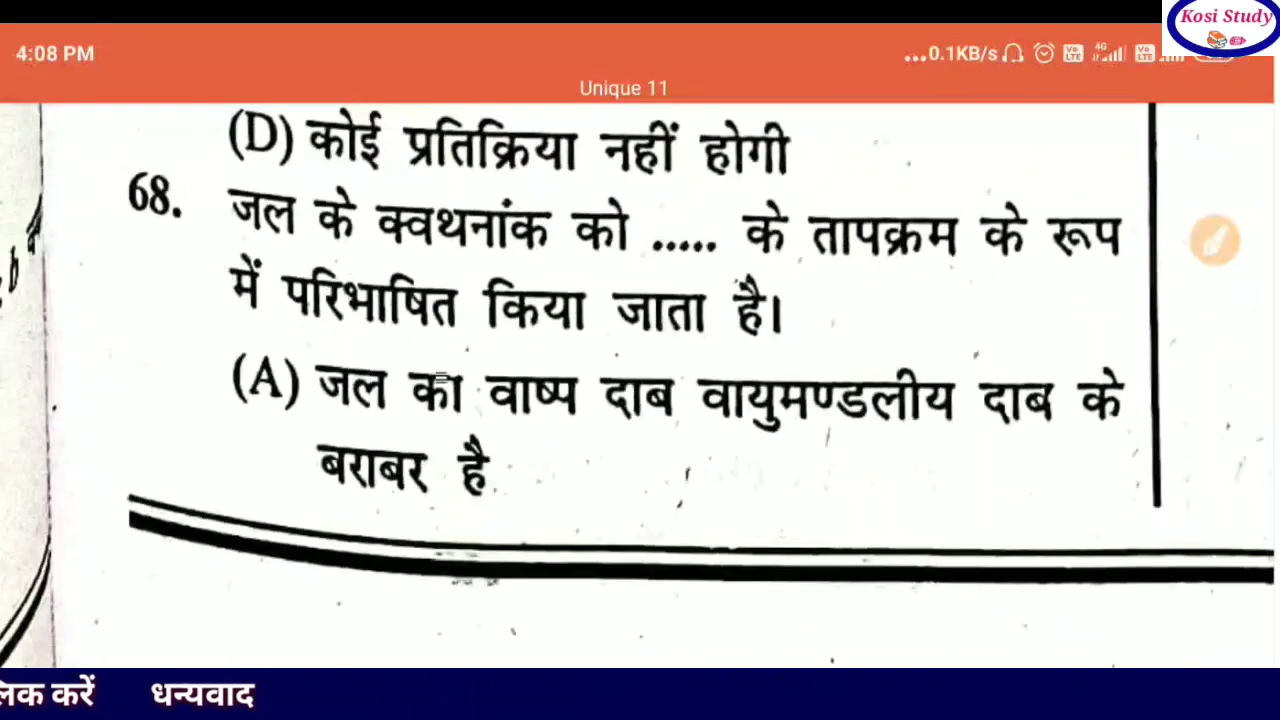 Kosi Study
4:08 PM
...0.1KB/s
4G
Unique 11
(D) कोई प्रतिक्रिया नहीं होगी
68. जल के क्वथनांक को ..... के तापक्रम के रूप
में परिभाषित किया जाता है।
(A) जल का वाष्प दाब वायुमण्डलीय दाब के
बराबर है
करें धन्यवाद